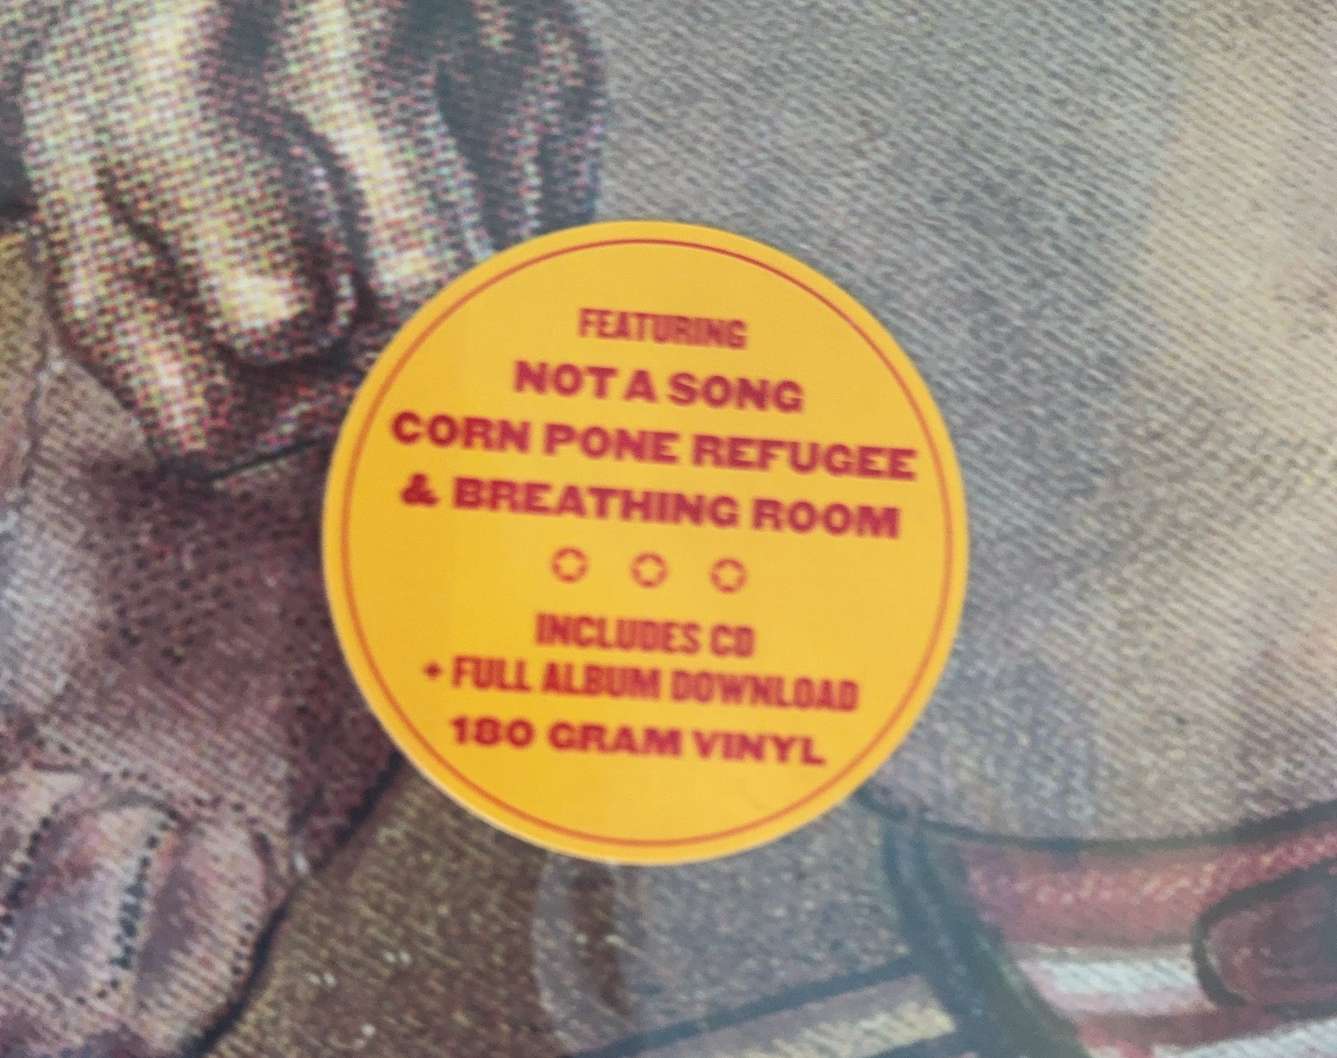 FEATURING
NOT A SONG
CORN PONE REFUGEE
& BREATHING ROOM
INCLUDES CD
+ FULL ALBUM DOWNLOAD
180 GRAM VINYL